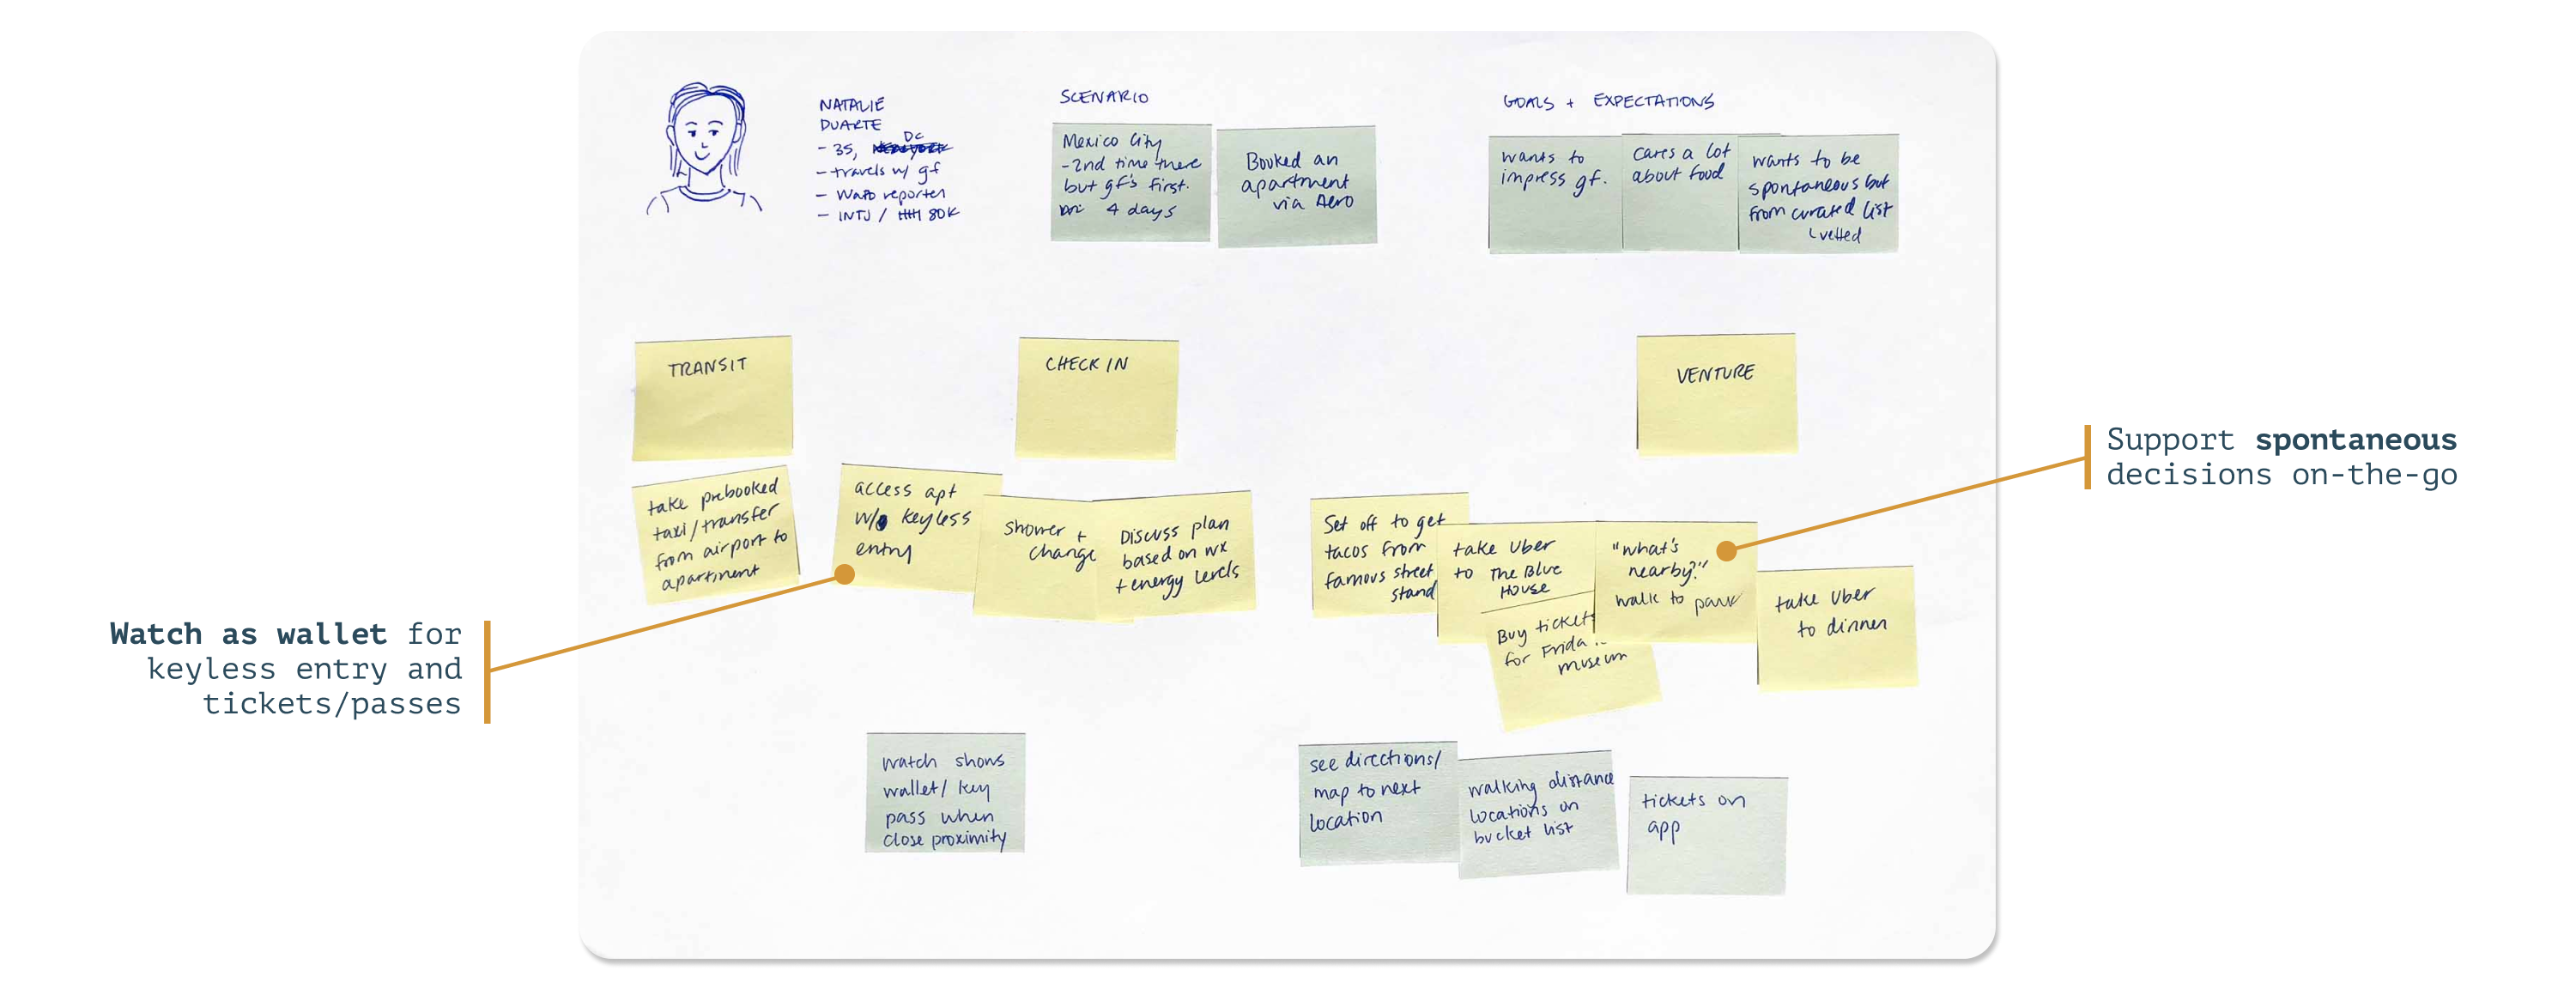 NATALIE
DUARTE
- 35, DC
- travels w/ gf
- WaPo reporter
- INTJ / 80K
SCENARIO
Mexico City
- 2nd time there
but gf's first.
4 days
Booked an
apartment
via Aero
GOALS + EXPECTATIONS
wants to
impress gf.
cares a lot
about food
wants to be
spontaneous but
from curated list
vetted
TRANSIT
CHECK IN
VENTURE
take prebooked
taxi/transfer
from airport to
apartment
access apt
w/ keyless
entry
shower +
change
Discuss plan
based on wx
+ energy levels
Set off to get
tacos from
famous street
stand
take Uber
to The Blue
House
Buy tickets
for Frida
museum
"what's
nearby?"
walk to park
take Uber
to dinner
watch shows
wallet/ key
pass when
close proximity
see directions/
map to next
location
walking distance
locations on
bucket list
tickets on
app
Watch as wallet for
keyless entry and
tickets/passes
Support spontaneous
decisions on-the-go